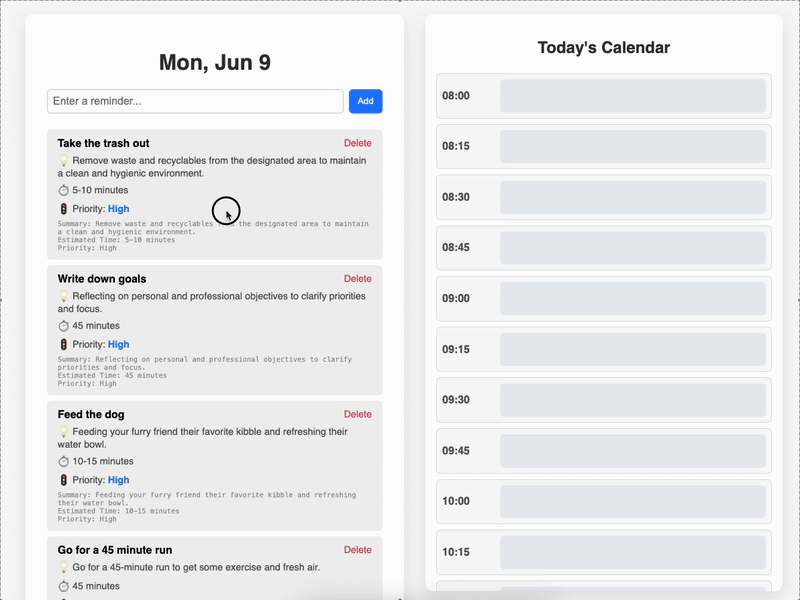 Mon, Jun 9
Enter a reminder...
Add
Take the trash out
Delete
Remove waste and recyclables from the designated area to maintain
a clean and hygienic environment.
5-10 minutes
Priority: High
Summary: Remove waste and recyclables the designated area to maintain
a clean and hygienic environment.
Estimated Time: 5-10 minutes
Priority: High
Write down goals
Delete
Reflecting on personal and professional objectives to clarify priorities
and focus.
45 minutes
Priority: High
Summary: Reflecting on personal and professional objectives to clarify
priorities and focus.
Estimated Time: 45 minutes
Priority: High
Feed the dog
Delete
Feeding your furry friend their favorite kibble and refreshing their
water bowl.
10-15 minutes
Priority: High
Summary: Feeding your furry friend their favorite kibble and refreshing
their water bowl.
Estimated Time: 10-15 minutes
Priority: High
Go for a 45 minute run
Delete
Go for a 45-minute run to get some exercise and fresh air.
45 minutes
Today's Calendar
08:00
08:15
08:30
08:45
09:00
09:15
09:30
09:45
10:00
10:15